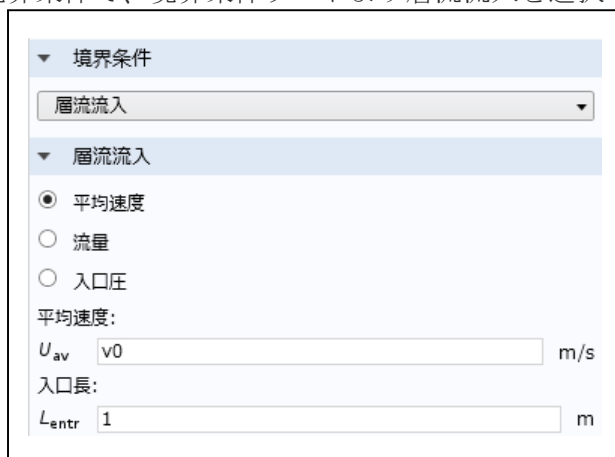 境界条件
層流流入
層流流入
平均速度
流量
入口圧
平均速度:
Uav v0 m/s
入口長:
Lentr 1 m